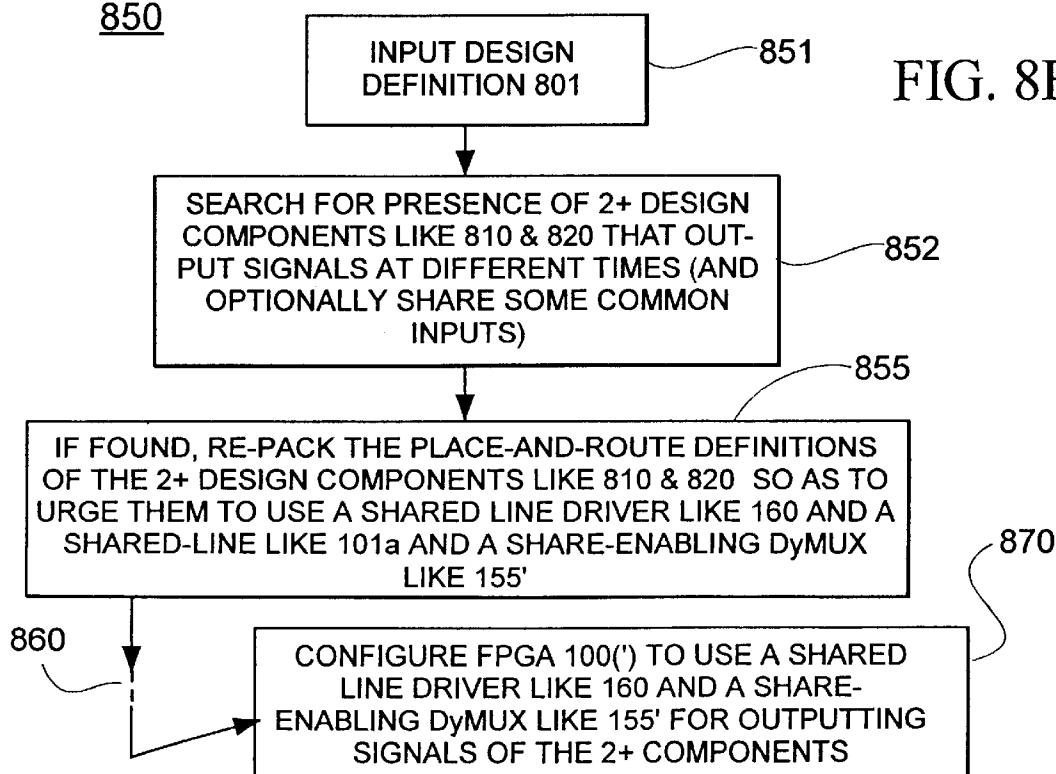 850
INPUT DESIGN
DEFINITION 801
851
FIG. 8B
SEARCH FOR PRESENCE OF 2+ DESIGN
COMPONENTS LIKE 810 & 820 THAT OUT-
PUT SIGNALS AT DIFFERENT TIMES (AND
OPTIONALLY SHARE SOME COMMON
INPUTS)
852
855
IF FOUND, RE-PACK THE PLACE-AND-ROUTE DEFINITIONS
OF THE 2+ DESIGN COMPONENTS LIKE 810 & 820 SO AS TO
URGE THEM TO USE A SHARED LINE DRIVER LIKE 160 AND A
SHARED-LINE LIKE 101a AND A SHARE-ENABLING DyMUX
LIKE 155'
860
870
CONFIGURE FPGA 100(') TO USE A SHARED
LINE DRIVER LIKE 160 AND A SHARE-
ENABLING DyMUX LIKE 155' FOR OUTPUTTING
SIGNALS OF THE 2+ COMPONENTS